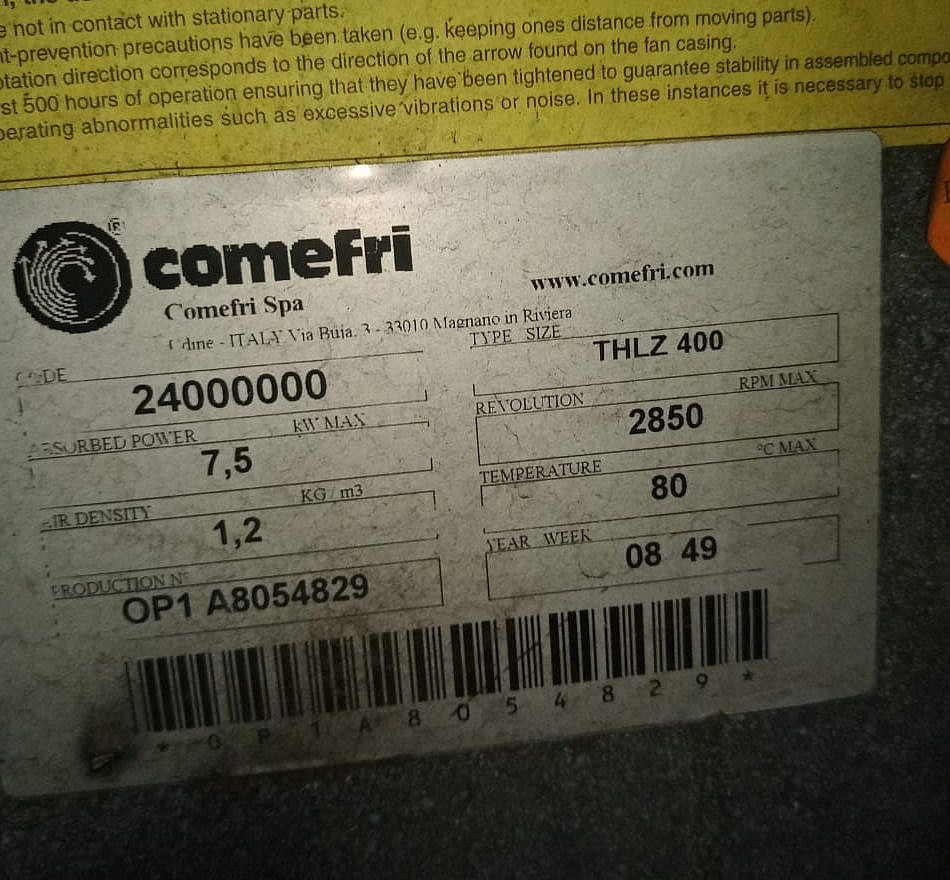 e not in contact with stationary parts.
nt-prevention precautions have been taken (e.g. keeping ones distance from moving parts).
otation direction corresponds to the direction of the arrow found on the fan casing.
st 500 hours of operation ensuring that they have been tightened to guarantee stability in assembled compo
perating abnormalities such as excessive vibrations or noise. In these instances it is necessary to stop
comefri
Comefri Spa
www.comefri.com
dine - ITALY Via Buia, 3 - 33010 Magnano in Riviera
CODE
24000000
TYPE SIZE
THLZ 400
ABSORBED POWER kW MAX
7,5
REVOLUTION RPM MAX
2850
AIR DENSITY KG / m3
1,2
TEMPERATURE °C MAX
80
PRODUCTION N°
OP1 A8054829
YEAR WEEK
08 49
* O P 1 A 8 0 5 4 8 2 9 *